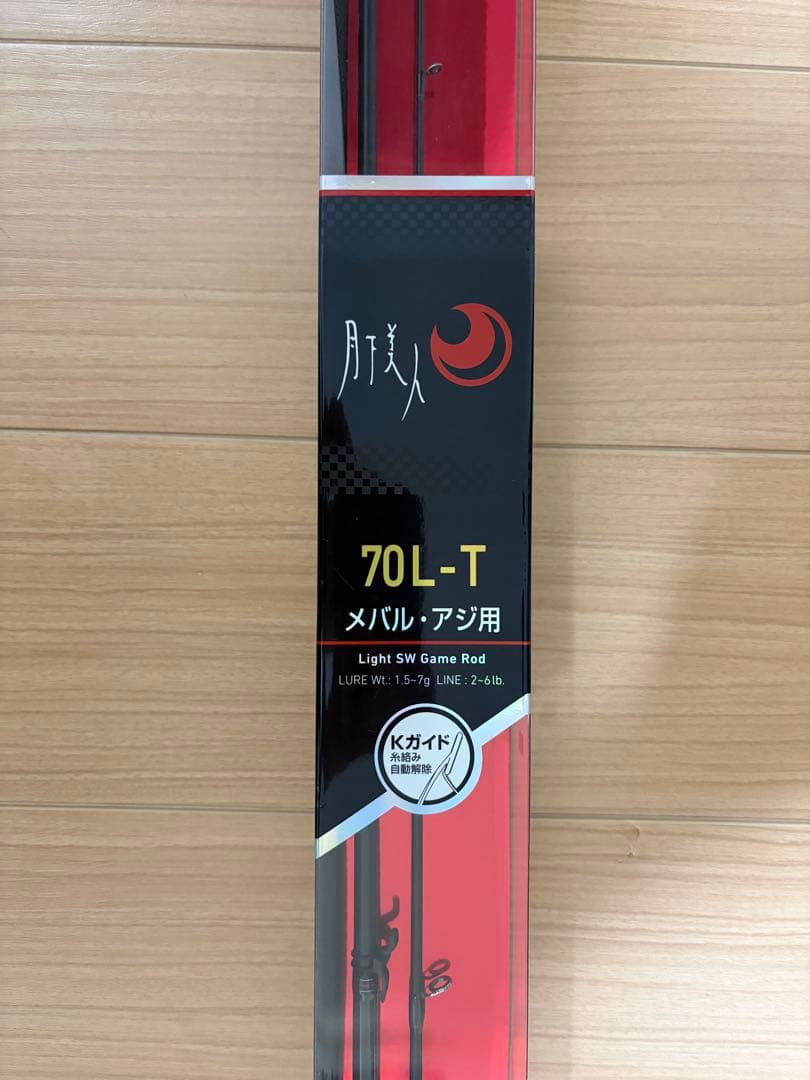 月下美人
70L-T
メバル・アジ用
Light SW Game Rod
LURE Wt.: 1.5~7g LINE : 2~6lb.
Kガイド
糸絡み
自動解除